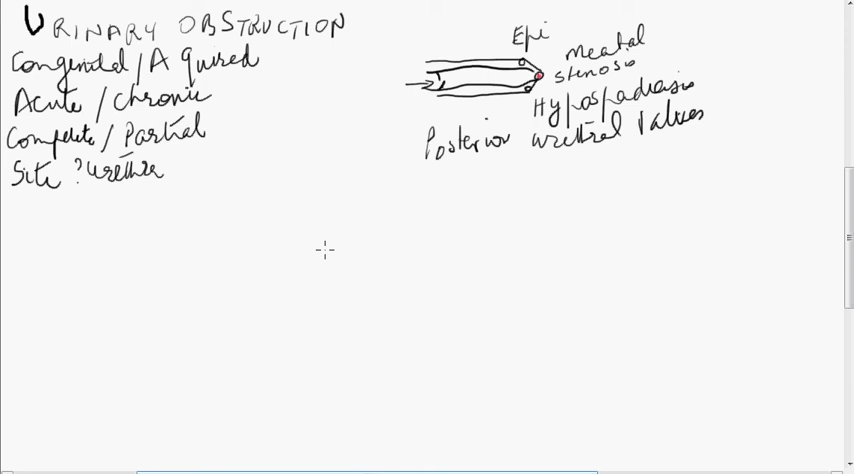 URINARY OBSTRUCTION
Congenital / Aquired
Acute / Chronic
Complete / Partial
Site ? Urethra
Epi
Meatal
stenosis
Hypospadiasis
Posterior urethral Valves